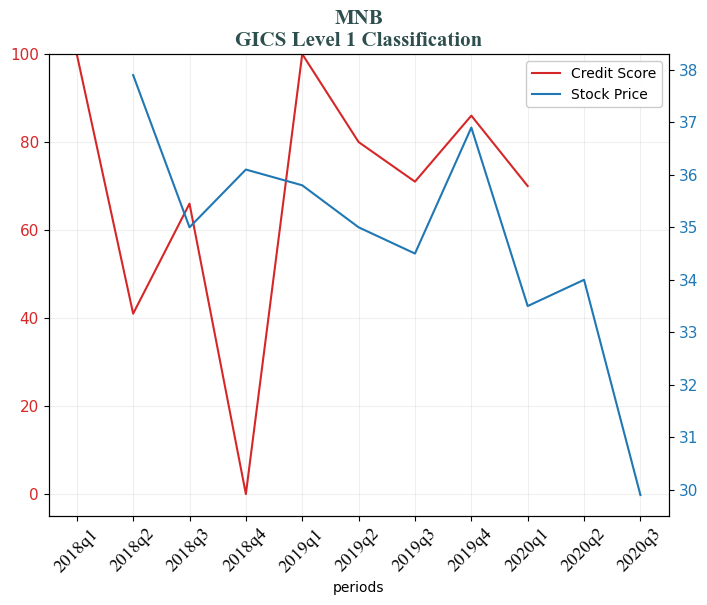 MNB
GICS Level 1 Classification
Credit Score
Stock Price
100
80
60
40
20
0
38
37
36
35
34
33
32
31
30
2018q1
2018q2
2018q3
2018q4
2019q1
2019q2
2019q3
2019q4
2020q1
2020q2
2020q3
periods